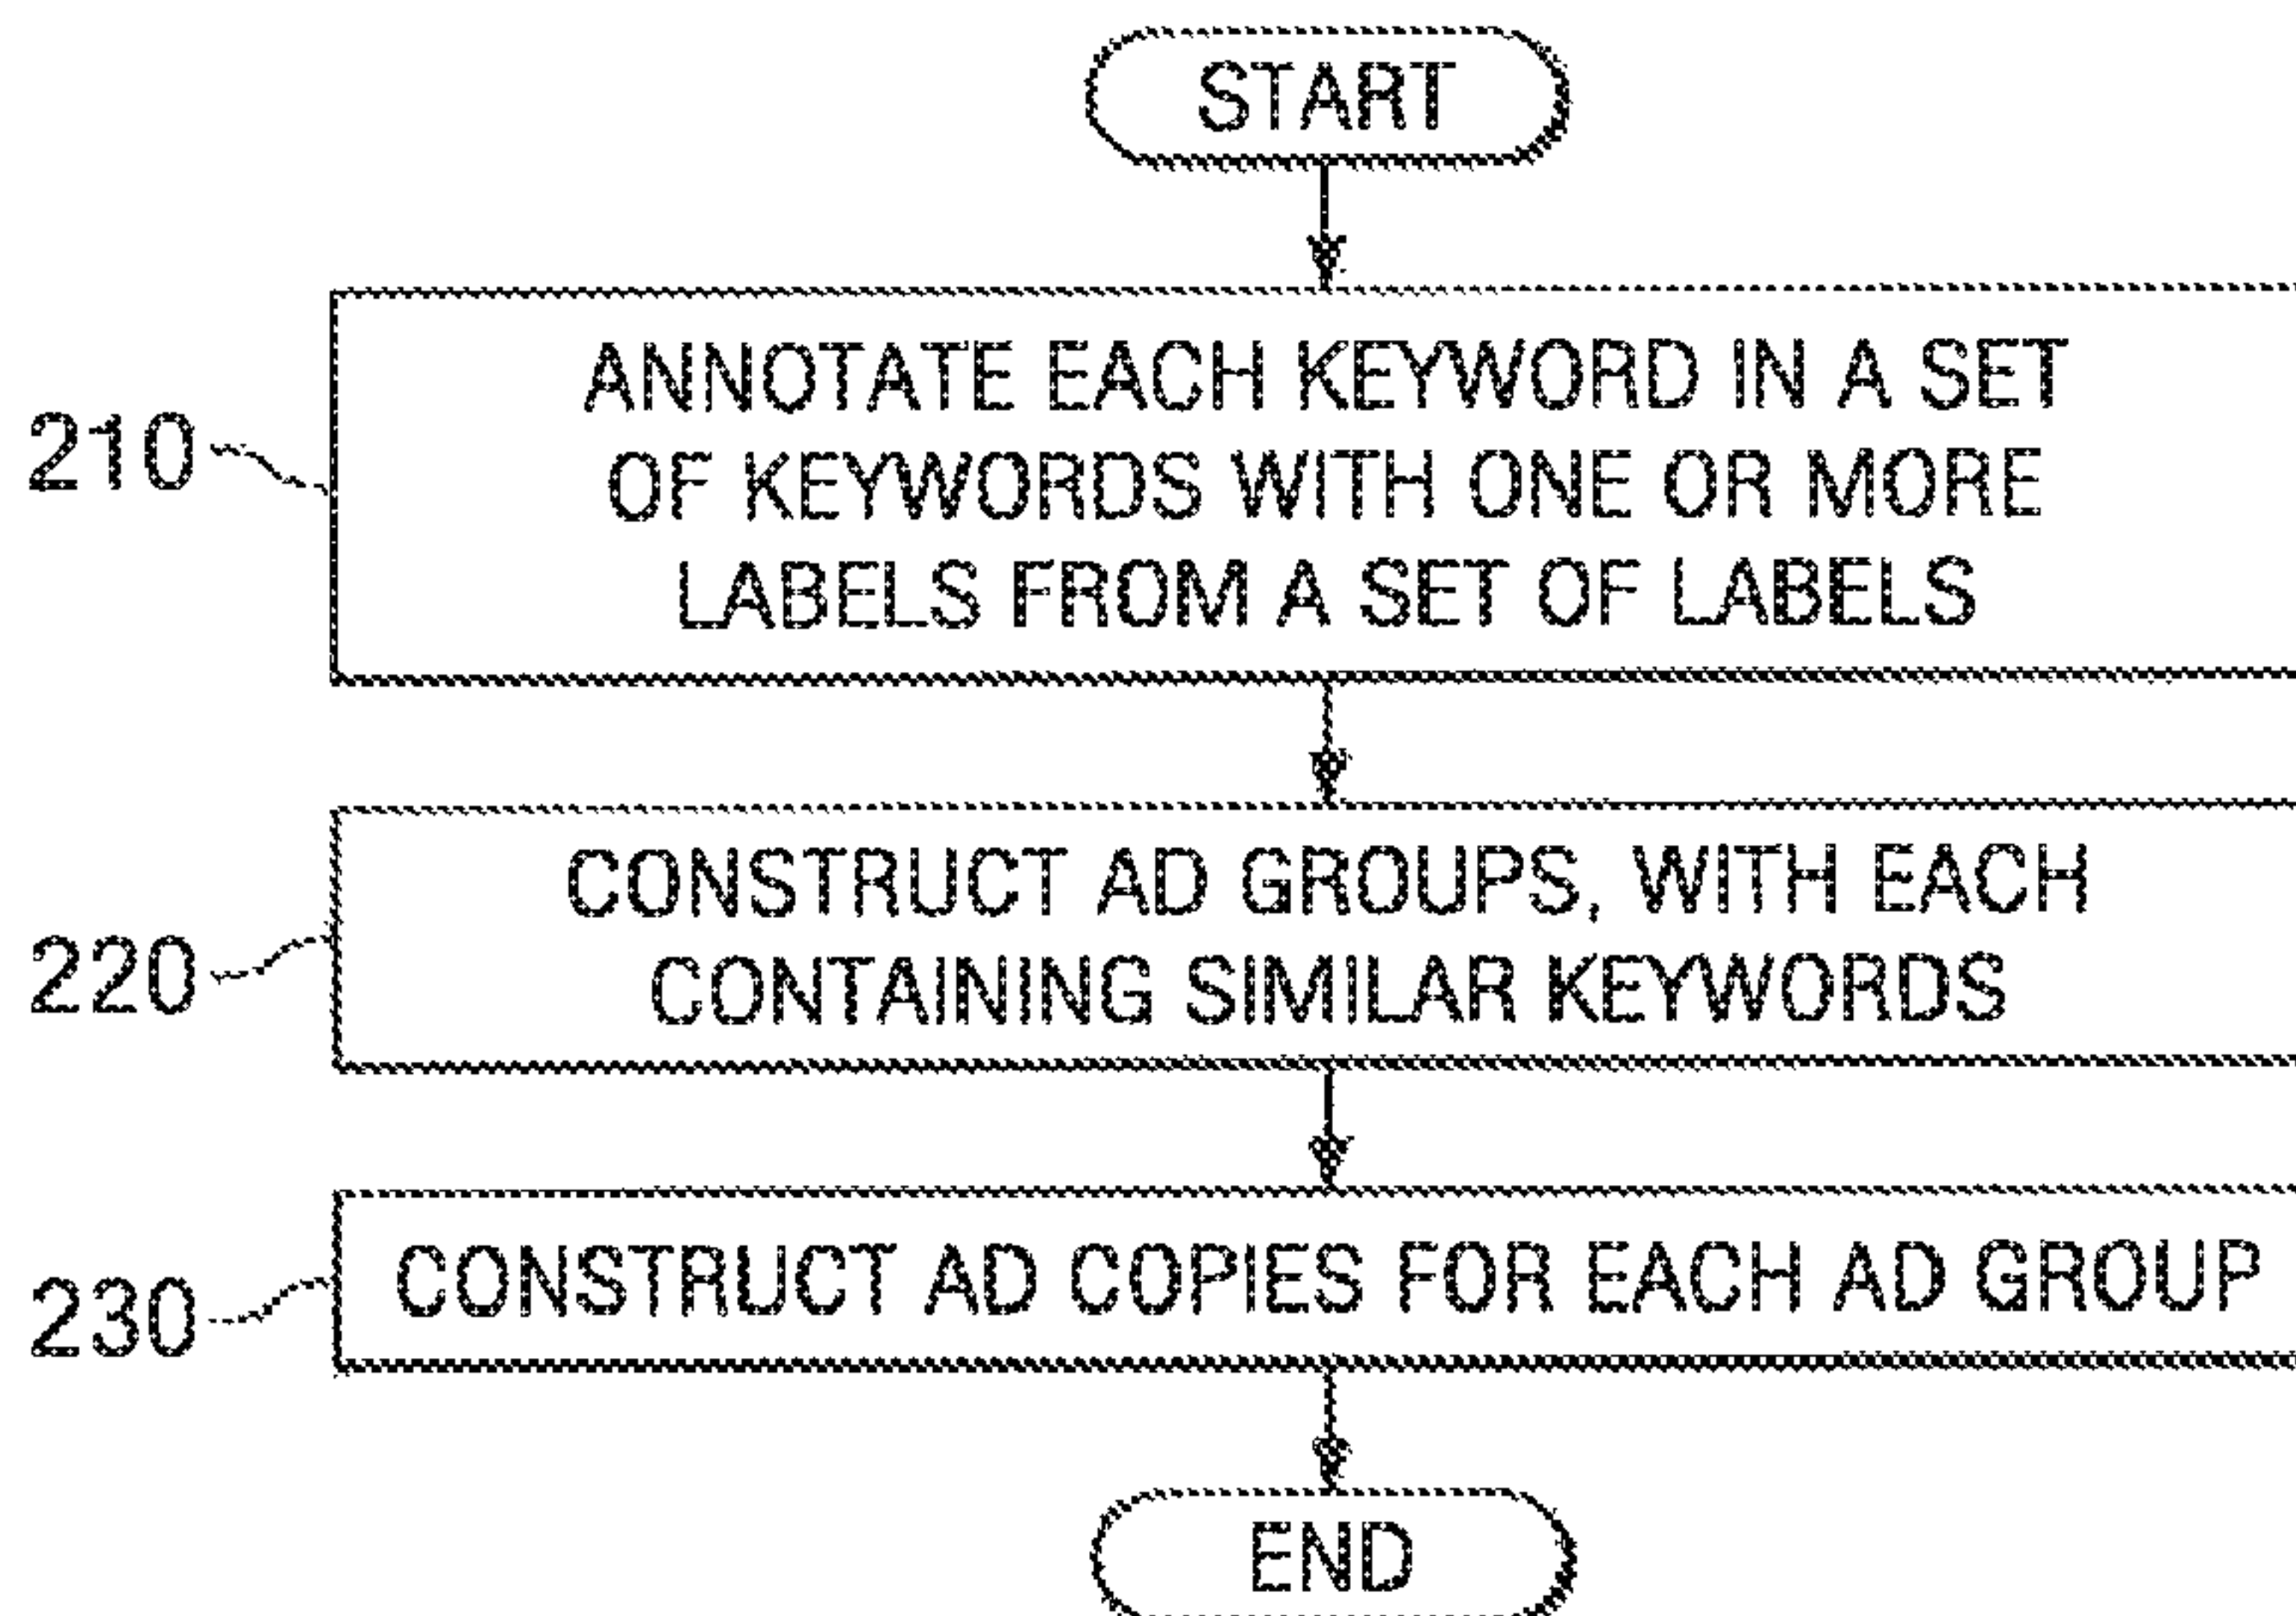 START
210
ANNOTATE EACH KEYWORD IN A SET
OF KEYWORDS WITH ONE OR MORE
LABELS FROM A SET OF LABELS
220
CONSTRUCT AD GROUPS, WITH EACH
CONTAINING SIMILAR KEYWORDS
230
CONSTRUCT AD COPIES FOR EACH AD GROUP
END